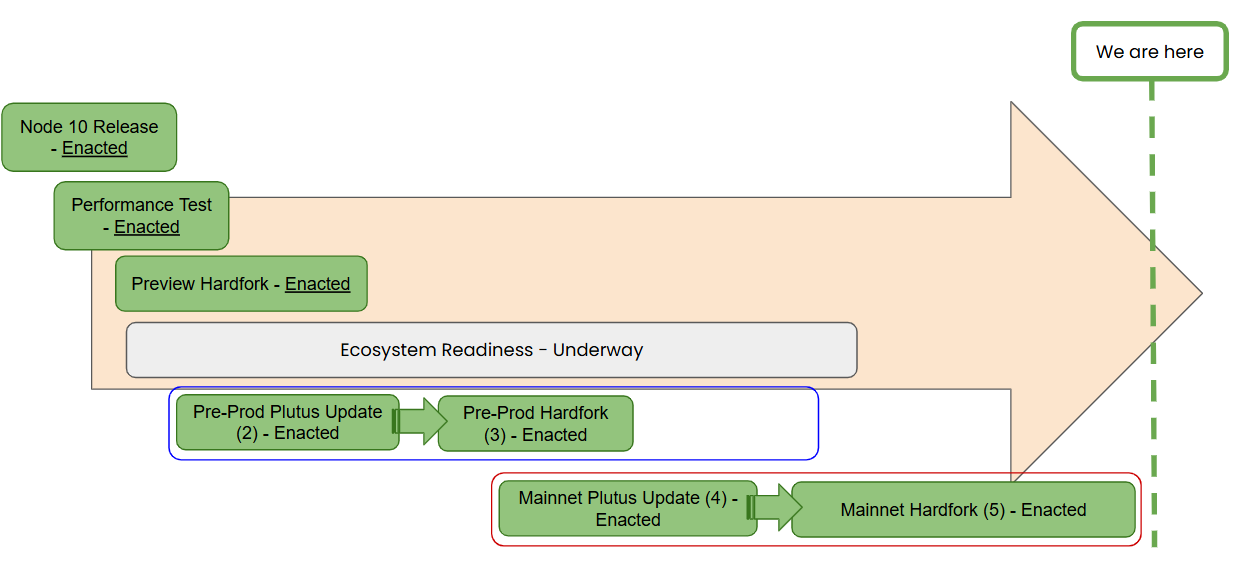 We are here
Node 10 Release
- Enacted
Performance Test
- Enacted
Preview Hardfork - Enacted
Ecosystem Readiness - Underway
Pre-Prod Plutus Update
(2) - Enacted
Pre-Prod Hardfork
(3) - Enacted
Mainnet Plutus Update (4) -
Enacted
Mainnet Hardfork (5) - Enacted